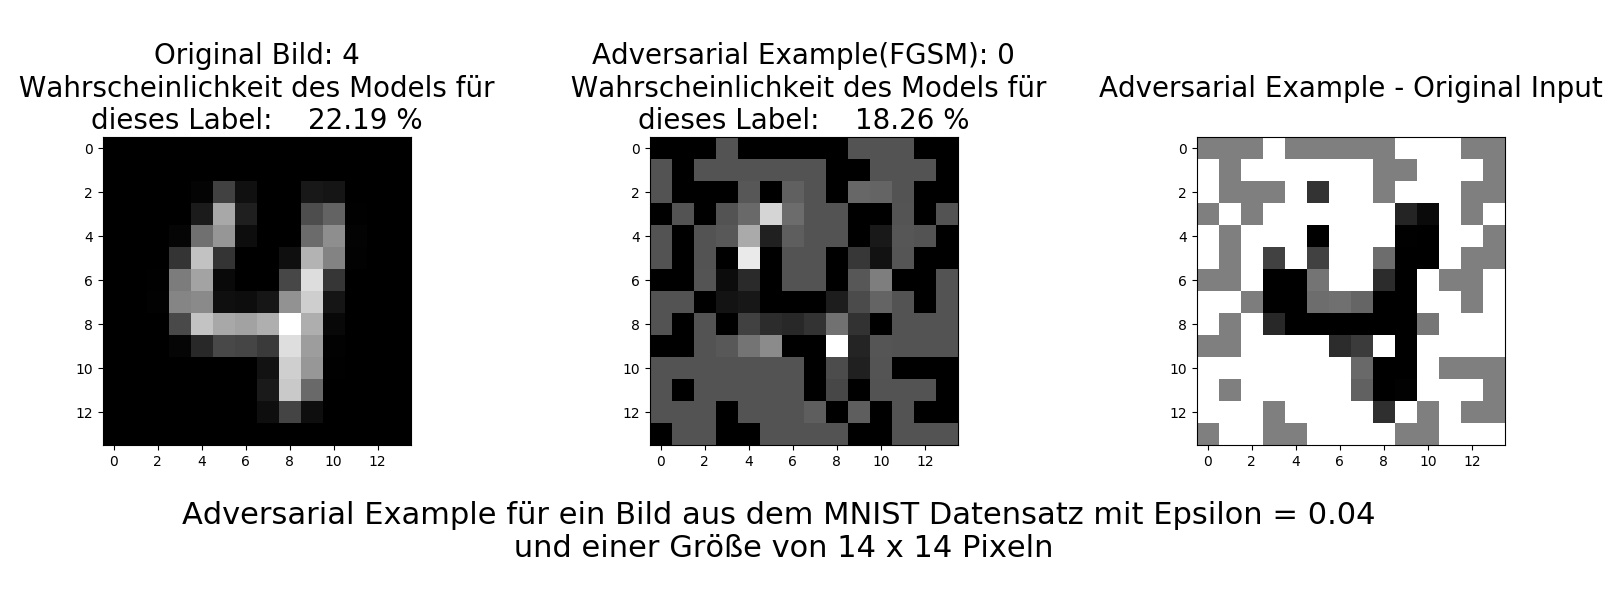 Original Bild: 4
Wahrscheinlichkeit des Models für
dieses Label: 22.19 %
Adversarial Example(FGSM): 0
Wahrscheinlichkeit des Models für
dieses Label: 18.26 %
Adversarial Example - Original Input
0
2
4
6
8
10
12
0 2 4 6 8 10 12
0
2
4
6
8
10
12
0 2 4 6 8 10 12
0
2
4
6
8
10
12
0 2 4 6 8 10 12
Adversarial Example für ein Bild aus dem MNIST Datensatz mit Epsilon = 0.04
und einer Größe von 14 x 14 Pixeln